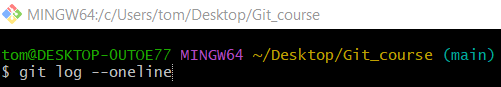 MINGW64:/c/Users/tom/Desktop/Git_course
tom@DESKTOP-OUTOE77 MINGW64 ~/Desktop/Git_course (main)
$ git log --oneline